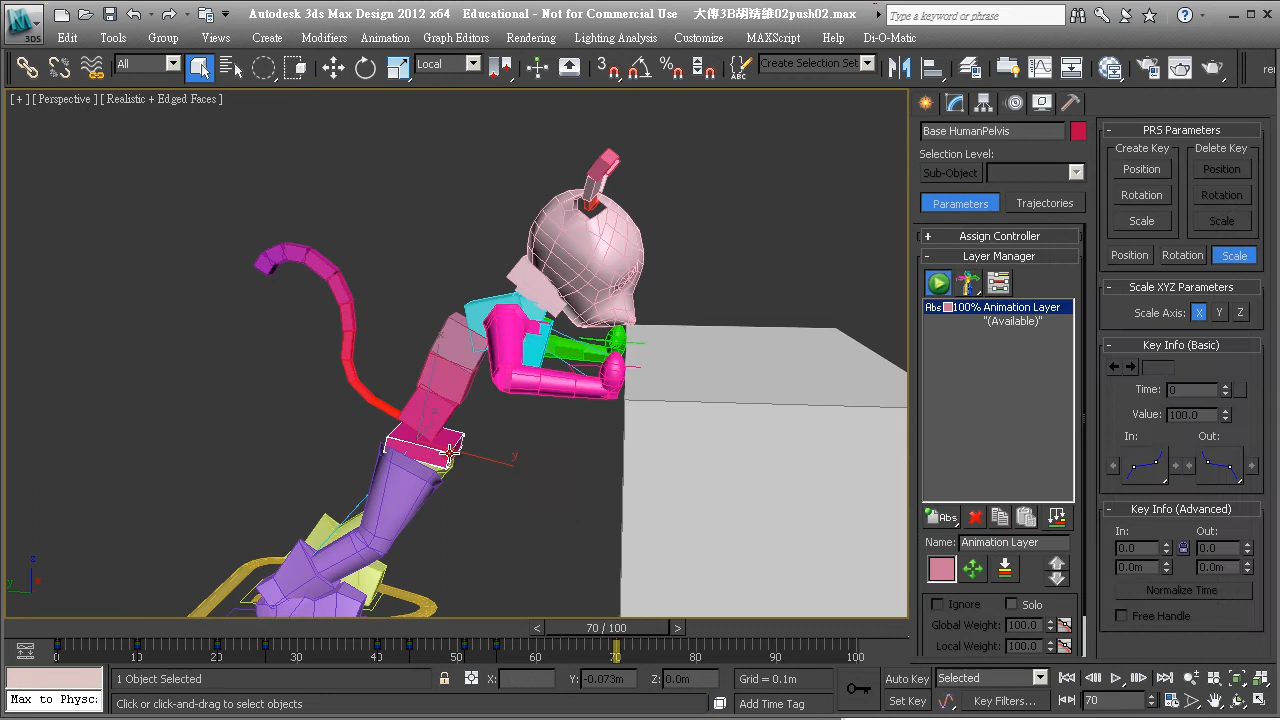 Autodesk 3ds Max Design 2012 x64 Educational - Not for Commercial Use 大傳3B胡婧雒02push02.max
Type a keyword or phrase
3DS
Edit Tools Group Views Create Modifiers Animation Graph Editors Rendering Lighting Analysis Customize MAXScript Help Di-O-Matic
All Local Create Selection Set
[ + ] [ Perspective ] [ Realistic + Edged Faces ]
Base HumanPelvis
Selection Level:
Sub-Object
Parameters Trajectories
+ Assign Controller
- Layer Manager
Abs 100% Animation Layer
"(Available)"
Abs
Name: Animation Layer
Ignore Solo
Global Weight: 100.0
Local Weight: 100.0
- PRS Parameters
Create Key Delete Key
Position Position
Rotation Rotation
Scale Scale
Position Rotation Scale
- Scale XYZ Parameters
Scale Axis: X Y Z
- Key Info (Basic)
Time: 0
Value: 100.0
In: Out:
- Key Info (Advanced)
In: Out:
0.0 0.0
0.0m 0.0m
Normalize Time
Free Handle
y
z
y
< 70 / 100 >
0 10 20 30 40 50 60 70 80 90 100
Max to Physc:
1 Object Selected
X: Y: -0.073m Z: 0.0m
Grid = 0.1m
Click or click-and-drag to select objects
Add Time Tag
Auto Key Selected
Set Key Key Filters...
70